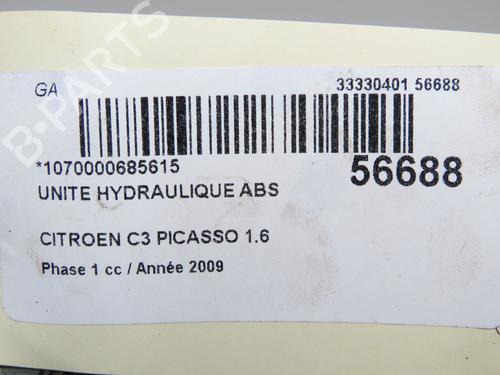 GA
33330401 56688
*1070000685615
56688
UNITE HYDRAULIQUE ABS
CITROEN C3 PICASSO 1.6
Phase 1 cc / Année 2009
B-PARTS